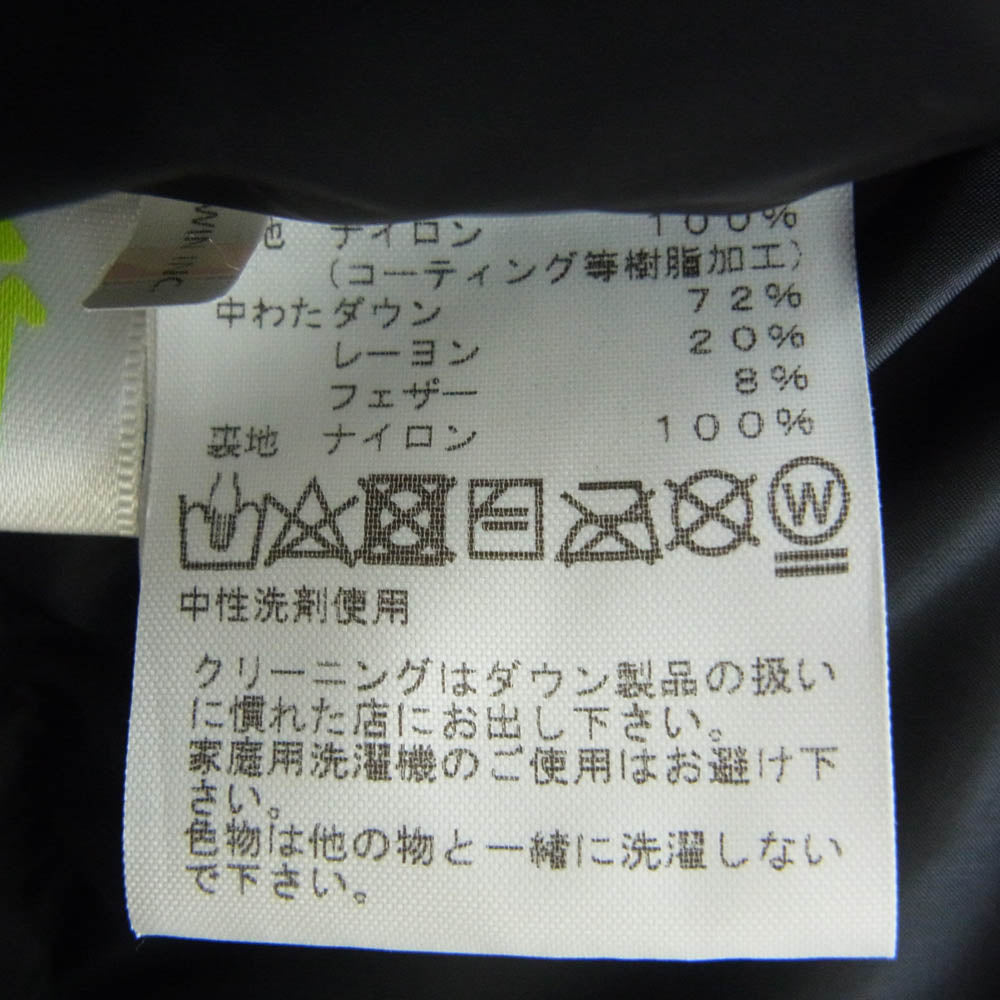 WIN INC
地 ナイロン 100%
(コーティング等樹脂加工)
中わたダウン 72%
レーヨン 20%
フェザー 8%
裏地 ナイロン 100%
W
中性洗剤使用
クリーニングはダウン製品の扱い
に慣れた店にお出し下さい。
家庭用洗濯機のご使用はお避け下
さい。
色物は他の物と一緒に洗濯しない
で下さい。